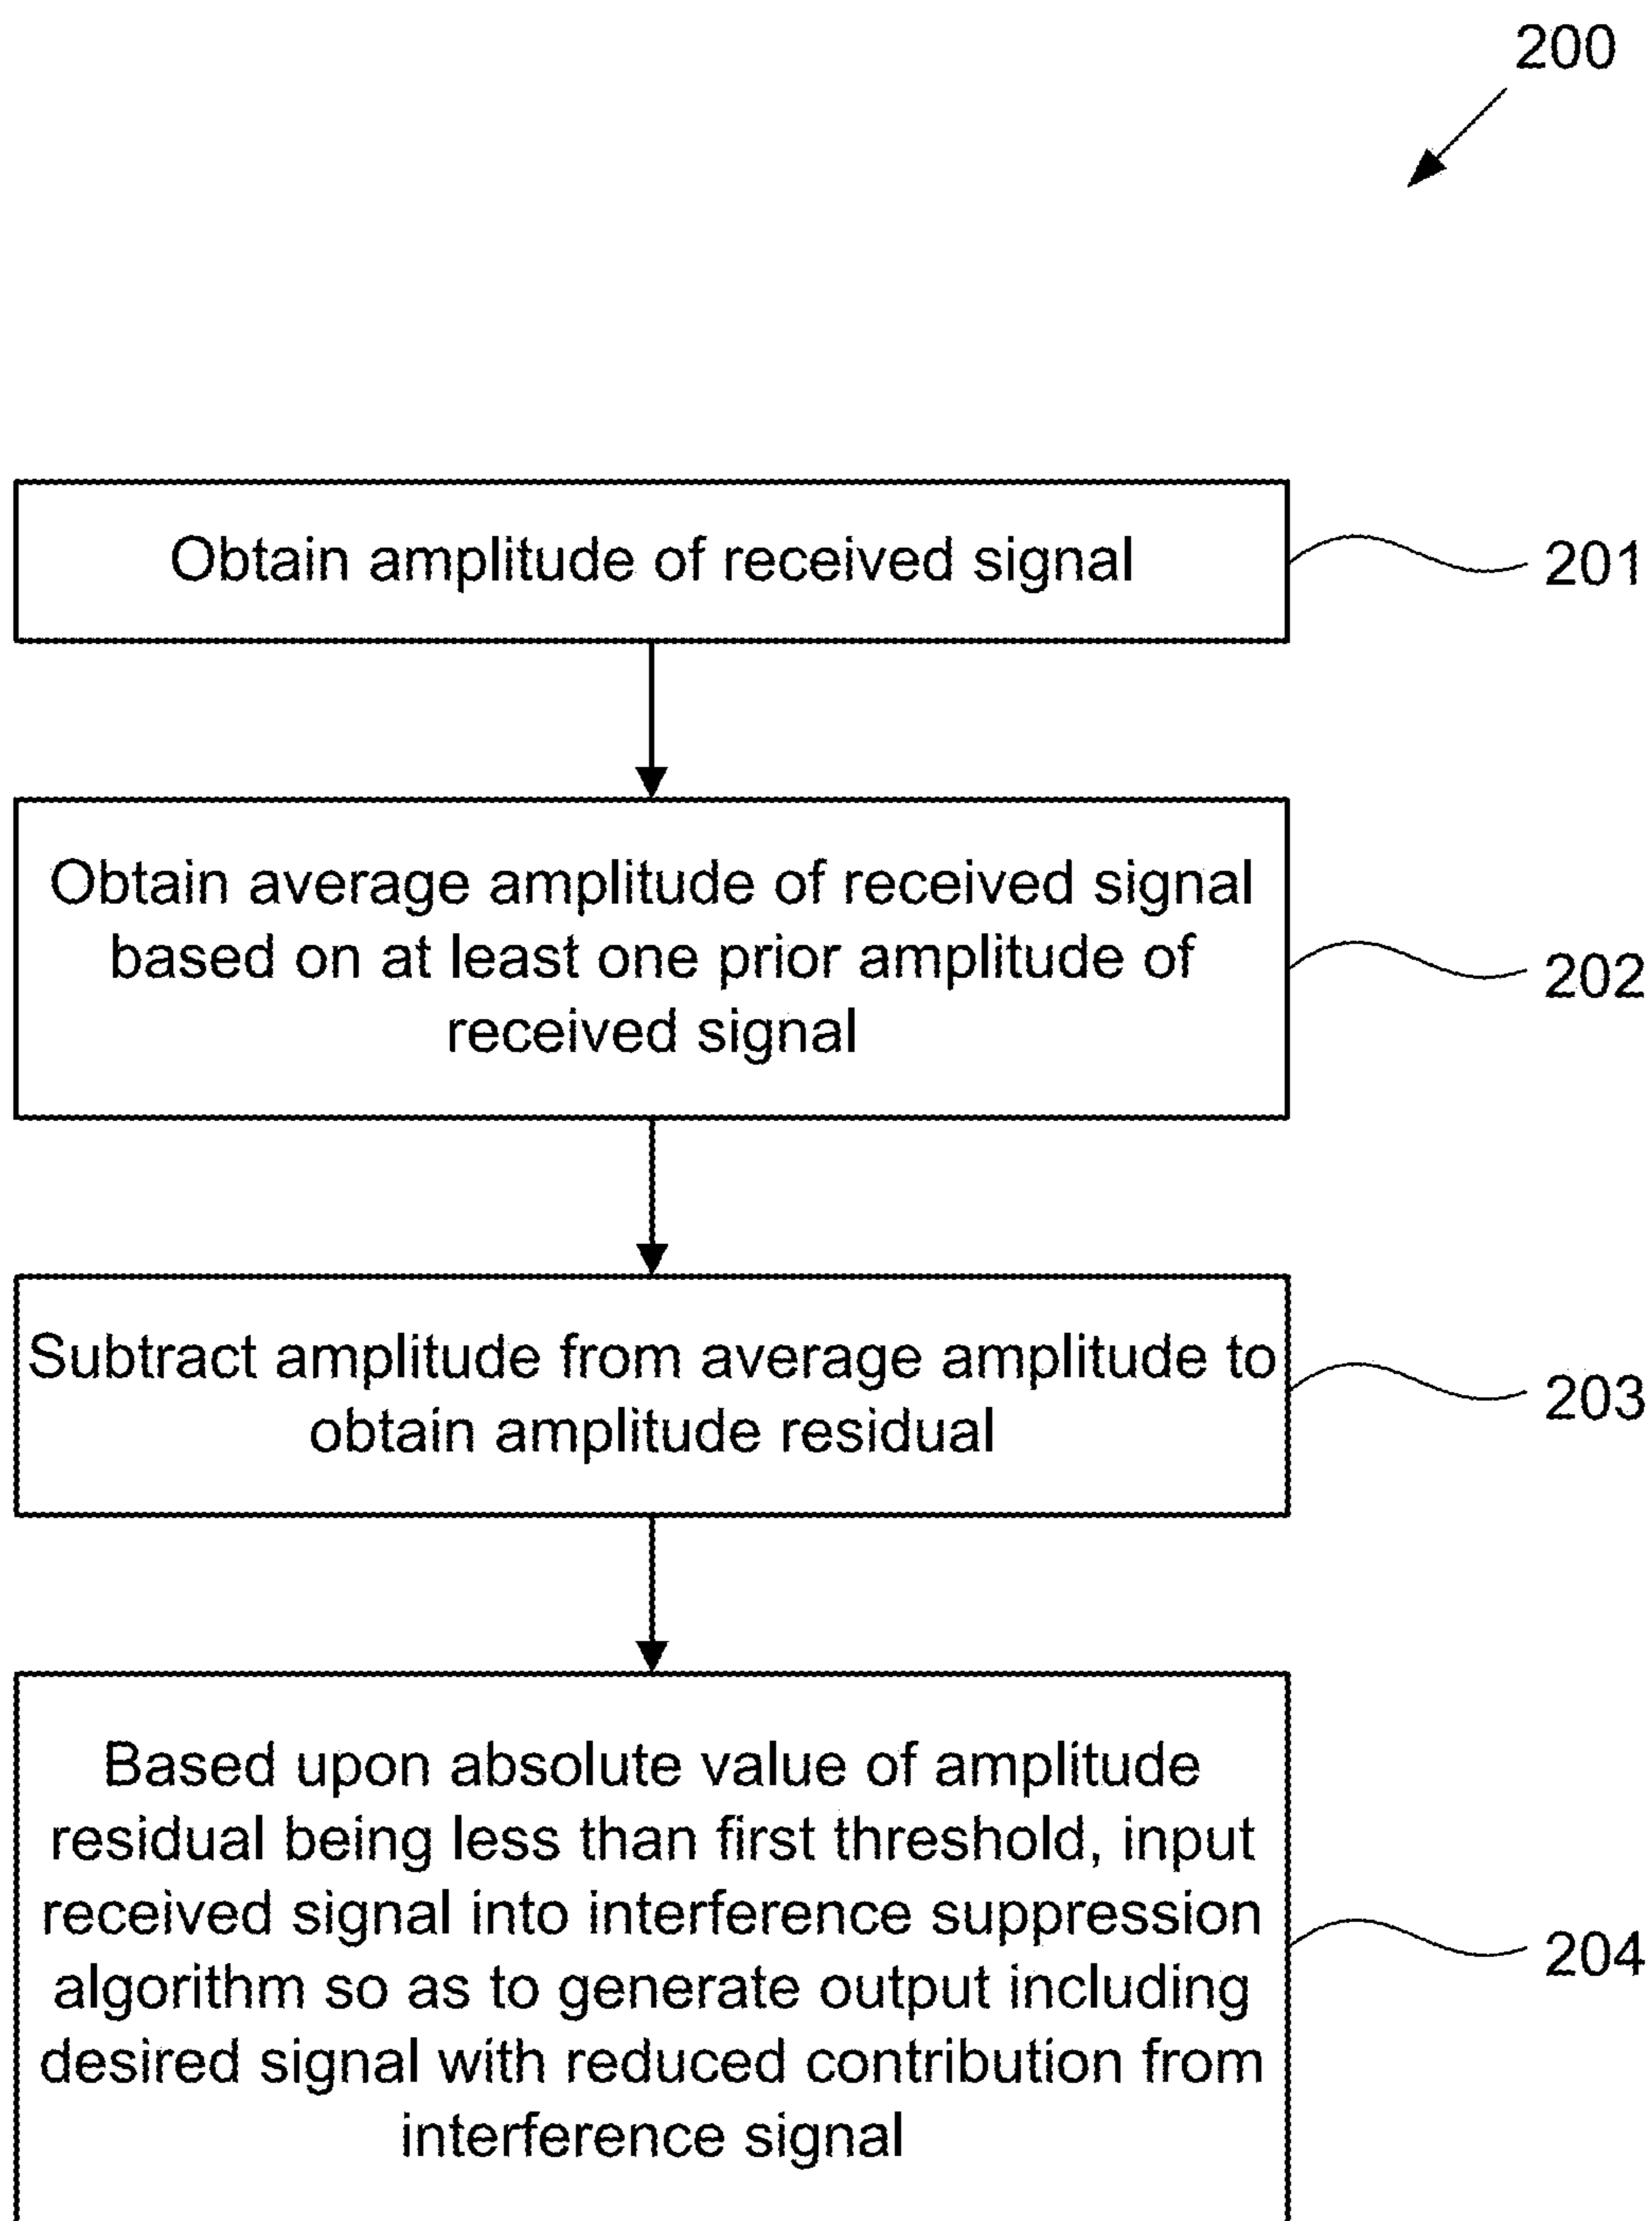 200
Obtain amplitude of received signal
201
Obtain average amplitude of received signal
based on at least one prior amplitude of
received signal
202
Subtract amplitude from average amplitude to
obtain amplitude residual
203
Based upon absolute value of amplitude
residual being less than first threshold, input
received signal into interference suppression
algorithm so as to generate output including
desired signal with reduced contribution from
interference signal
204